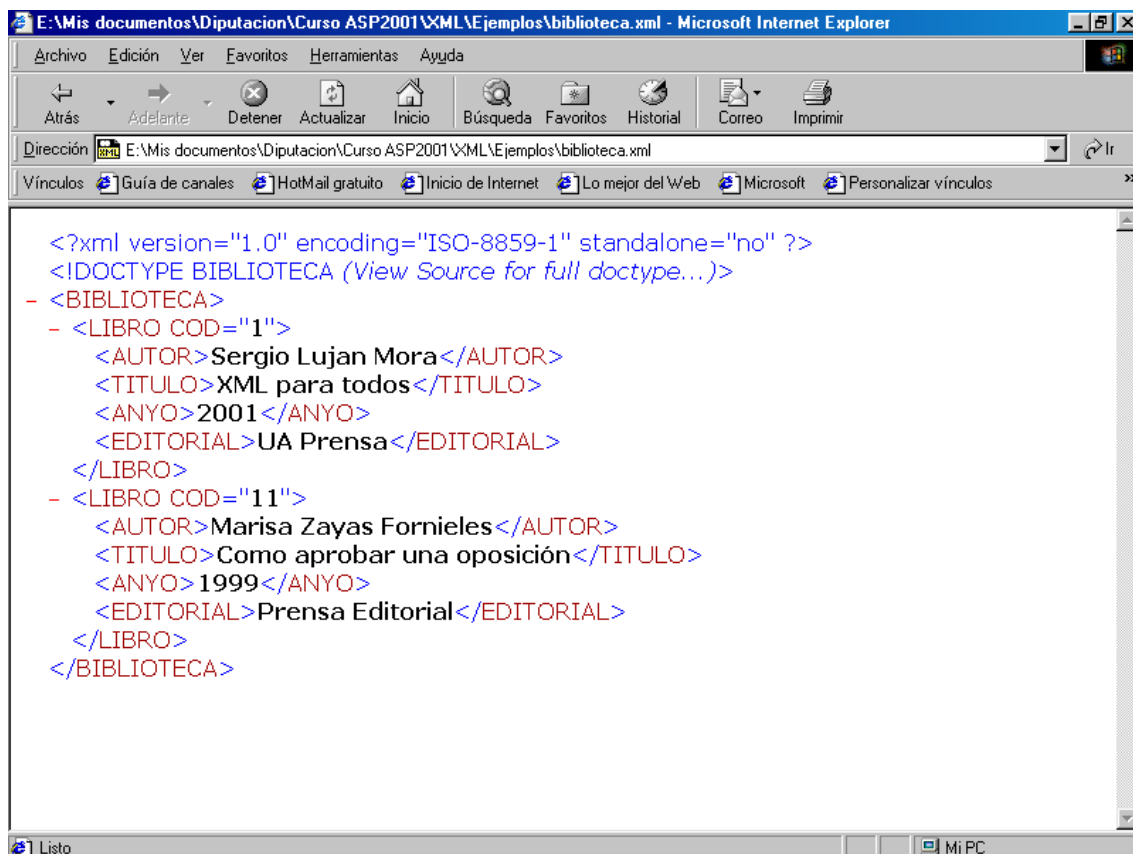 E:\Mis documentos\Diputacion\Curso ASP2001\XML\Ejemplos\biblioteca.xml - Microsoft Internet Explorer
Archivo Edición Ver Favoritos Herramientas Ayuda
Atrás Adelante Detener Actualizar Inicio Búsqueda Favoritos Historial Correo Imprimir
Dirección E:\Mis documentos\Diputacion\Curso ASP2001\XML\Ejemplos\biblioteca.xml Ir
Vínculos Guía de canales HotMail gratuito Inicio de Internet Lo mejor del Web Microsoft Personalizar vínculos »
<?xml version="1.0" encoding="ISO-8859-1" standalone="no" ?>
<!DOCTYPE BIBLIOTECA (View Source for full doctype...)>
- <BIBLIOTECA>
- <LIBRO COD="1">
<AUTOR>Sergio Lujan Mora</AUTOR>
<TITULO>XML para todos</TITULO>
<ANYO>2001</ANYO>
<EDITORIAL>UA Prensa</EDITORIAL>
</LIBRO>
- <LIBRO COD="11">
<AUTOR>Marisa Zayas Fornieles</AUTOR>
<TITULO>Como aprobar una oposición</TITULO>
<ANYO>1999</ANYO>
<EDITORIAL>Prensa Editorial</EDITORIAL>
</LIBRO>
</BIBLIOTECA>
Listo Mi PC